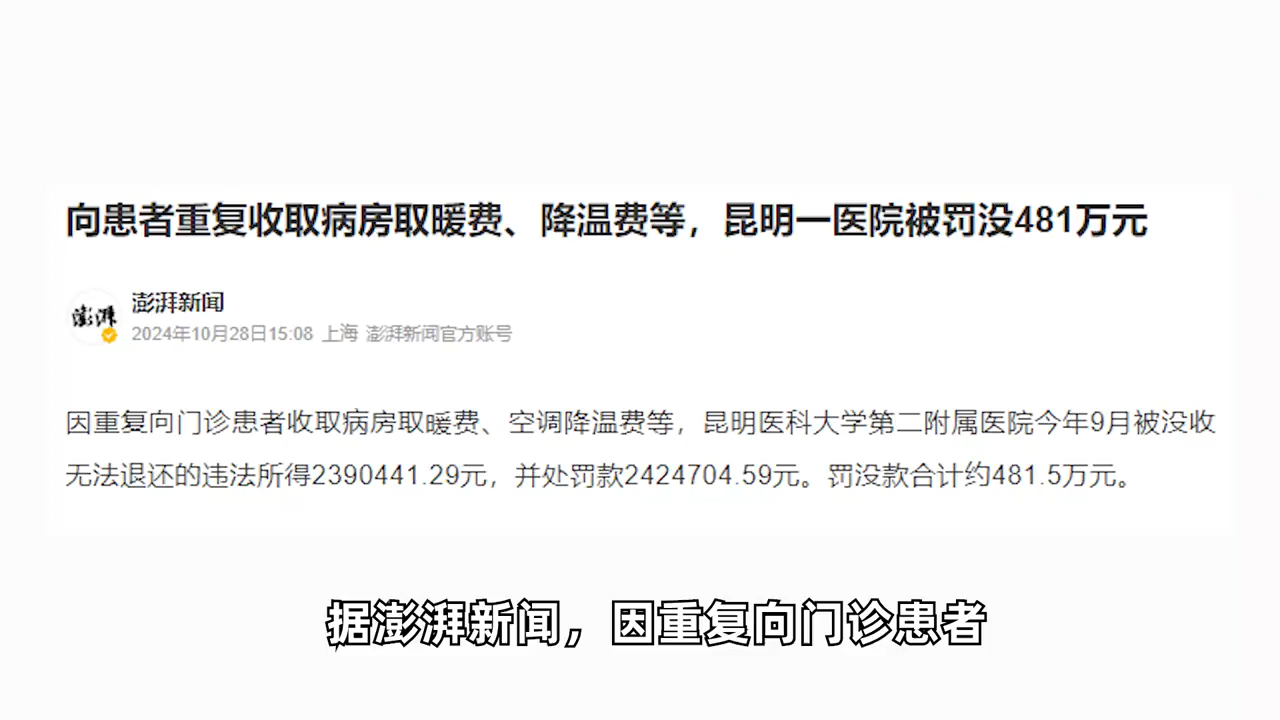 向患者重复收取病房取暖费、降温费等，昆明一医院被罚没481万元
澎湃
澎湃新闻
2024年10月28日15:08 上海 澎湃新闻官方账号
因重复向门诊患者收取病房取暖费、空调降温费等，昆明医科大学第二附属医院今年9月被没收
无法退还的违法所得2390441.29元，并处罚款2424704.59元。罚没款合计约481.5万元。
据澎湃新闻，因重复向门诊患者